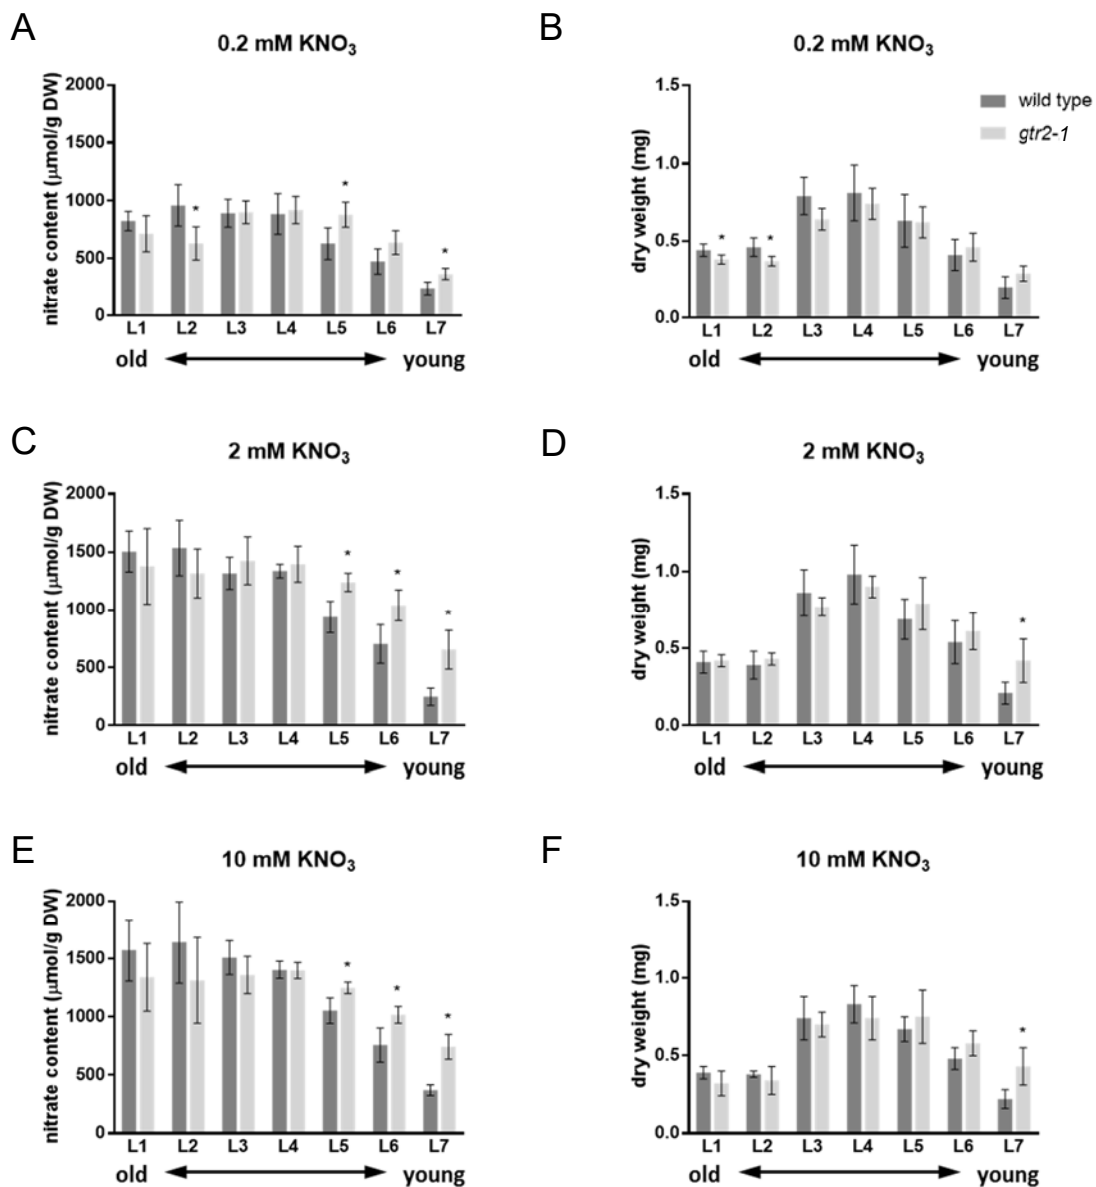 A
0.2 mM KNO3
nitrate content (μmol/g DW)
2000
1500
1000
500
0
* * *
L1 L2 L3 L4 L5 L6 L7
old young
B
0.2 mM KNO3
dry weight (mg)
1.5
1.0
0.5
0.0
wild type
gtr2-1
* *
L1 L2 L3 L4 L5 L6 L7
old young
C
2 mM KNO3
nitrate content (μmol/g DW)
2000
1500
1000
500
0
* * *
L1 L2 L3 L4 L5 L6 L7
old young
D
2 mM KNO3
dry weight (mg)
1.5
1.0
0.5
0.0
*
L1 L2 L3 L4 L5 L6 L7
old young
E
10 mM KNO3
nitrate content (μmol/g DW)
2000
1500
1000
500
0
* * *
L1 L2 L3 L4 L5 L6 L7
old young
F
10 mM KNO3
dry weight (mg)
1.5
1.0
0.5
0.0
*
L1 L2 L3 L4 L5 L6 L7
old young